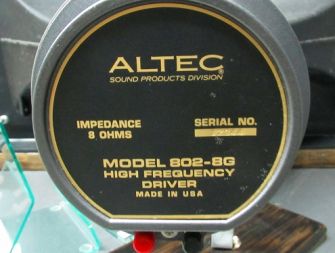 ALTEC
SOUND PRODUCTS DIVISION
IMPEDANCE
8 OHMS
SERIAL NO.
MODEL 802-8G
HIGH FREQUENCY
DRIVER
MADE IN USA